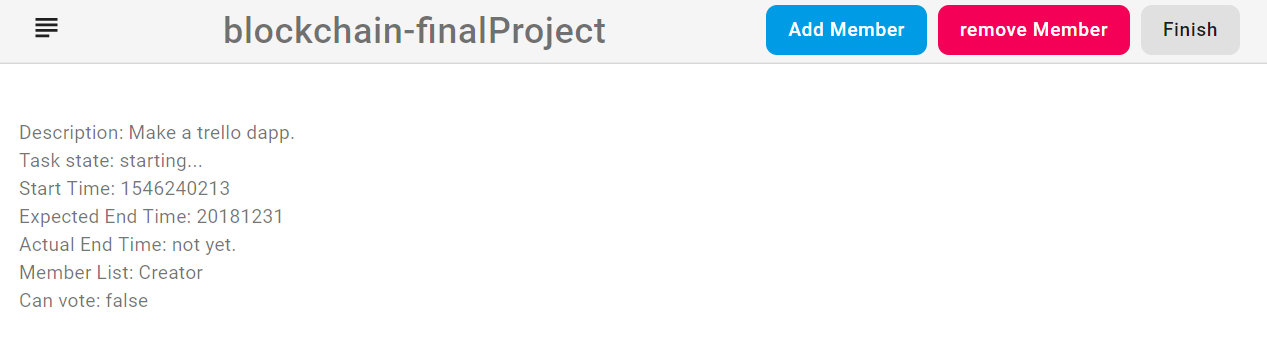 blockchain-finalProject
Add Member
remove Member
Finish
Description: Make a trello dapp.
Task state: starting...
Start Time: 1546240213
Expected End Time: 20181231
Actual End Time: not yet.
Member List: Creator
Can vote: false